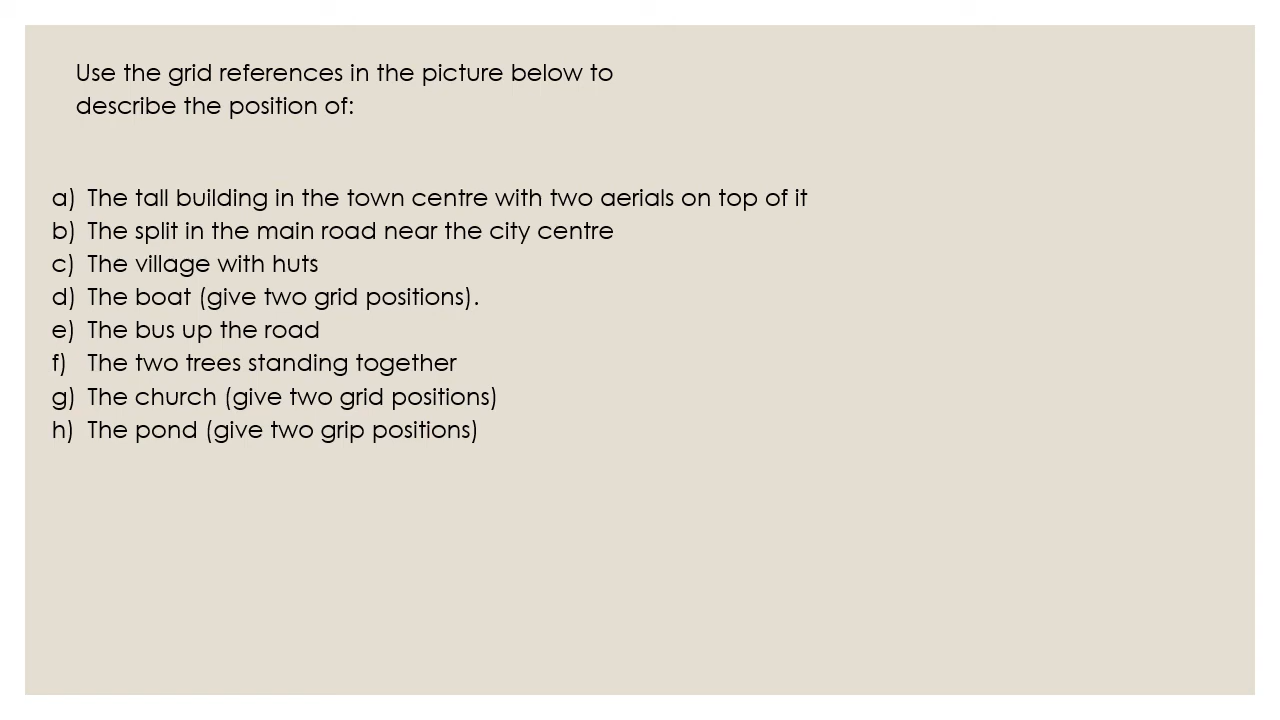 Use the grid references in the picture below to
describe the position of:
a) The tall building in the town centre with two aerials on top of it
b) The split in the main road near the city centre
c) The village with huts
d) The boat (give two grid positions).
e) The bus up the road
f) The two trees standing together
g) The church (give two grid positions)
h) The pond (give two grip positions)